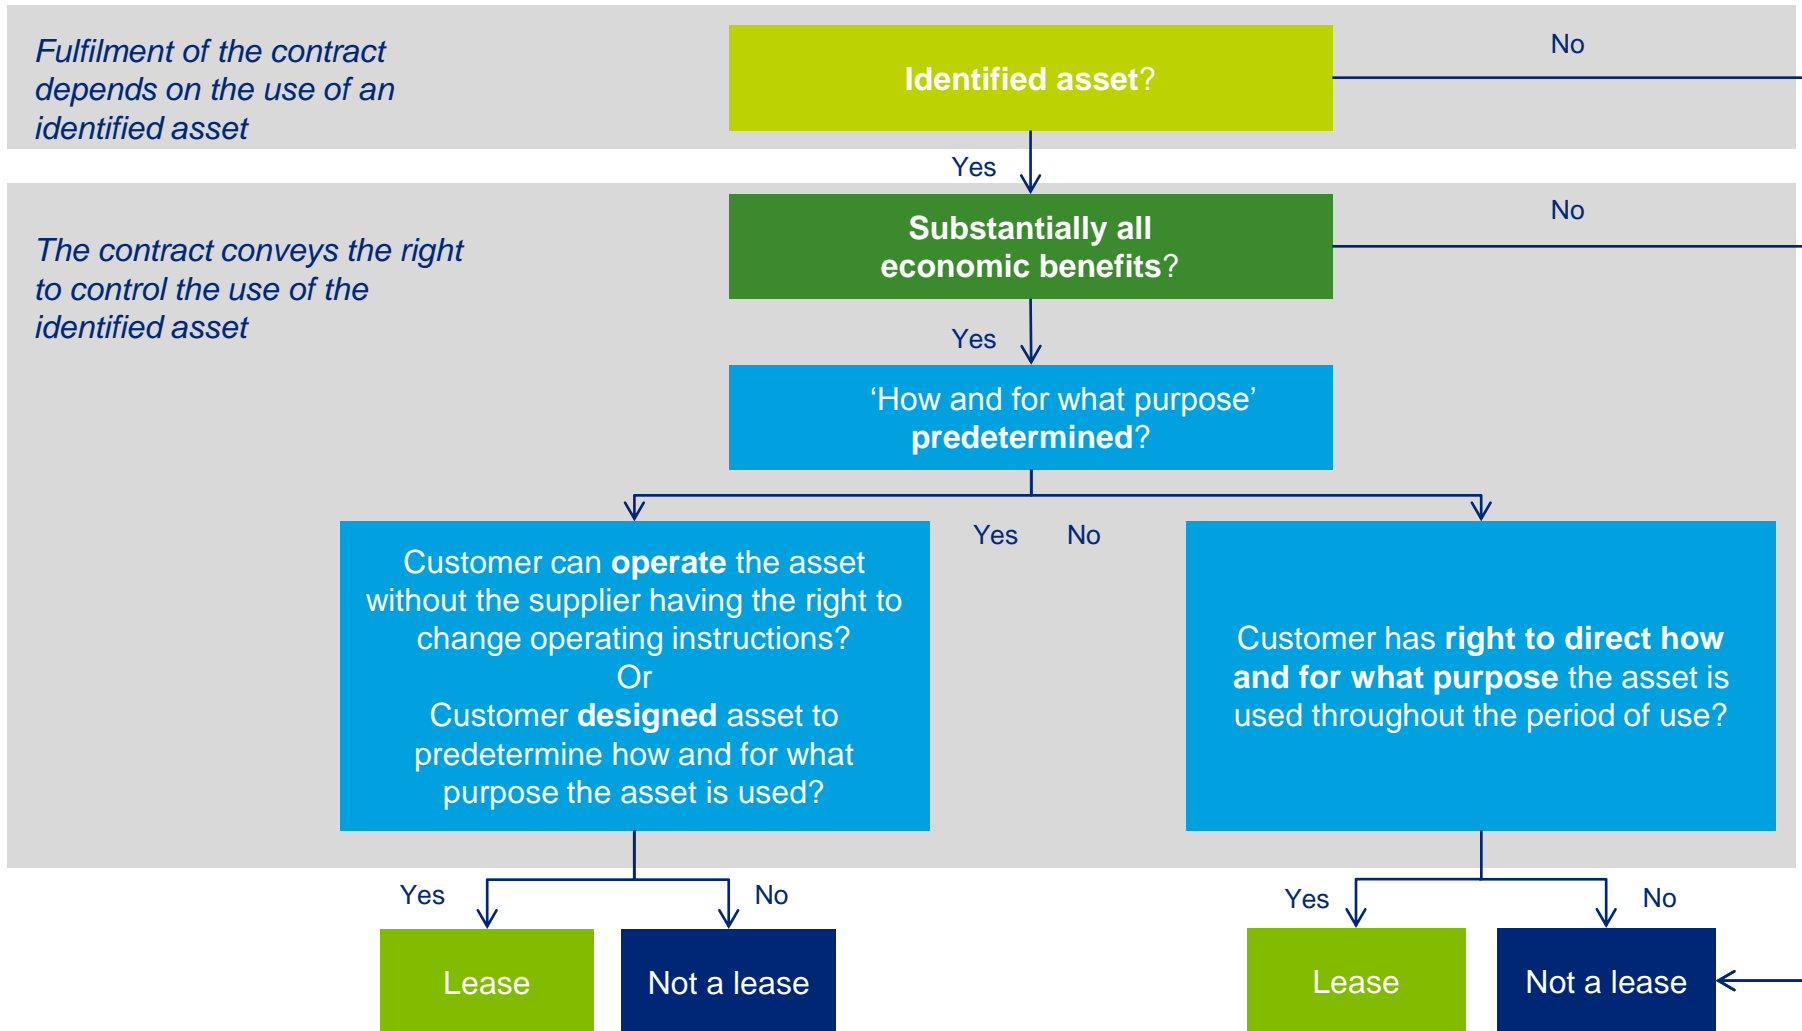 Fulfilment of the contract
depends on the use of an
identified asset
Identified asset?
No
Yes
The contract conveys the right
to control the use of the
identified asset
Substantially all
economic benefits?
No
Yes
‘How and for what purpose’
predetermined?
Yes
No
Customer can operate the asset
without the supplier having the right to
change operating instructions?
Or
Customer designed asset to
predetermine how and for what
purpose the asset is used?
Customer has right to direct how
and for what purpose the asset is
used throughout the period of use?
Yes
No
Yes
No
Lease
Not a lease
Lease
Not a lease